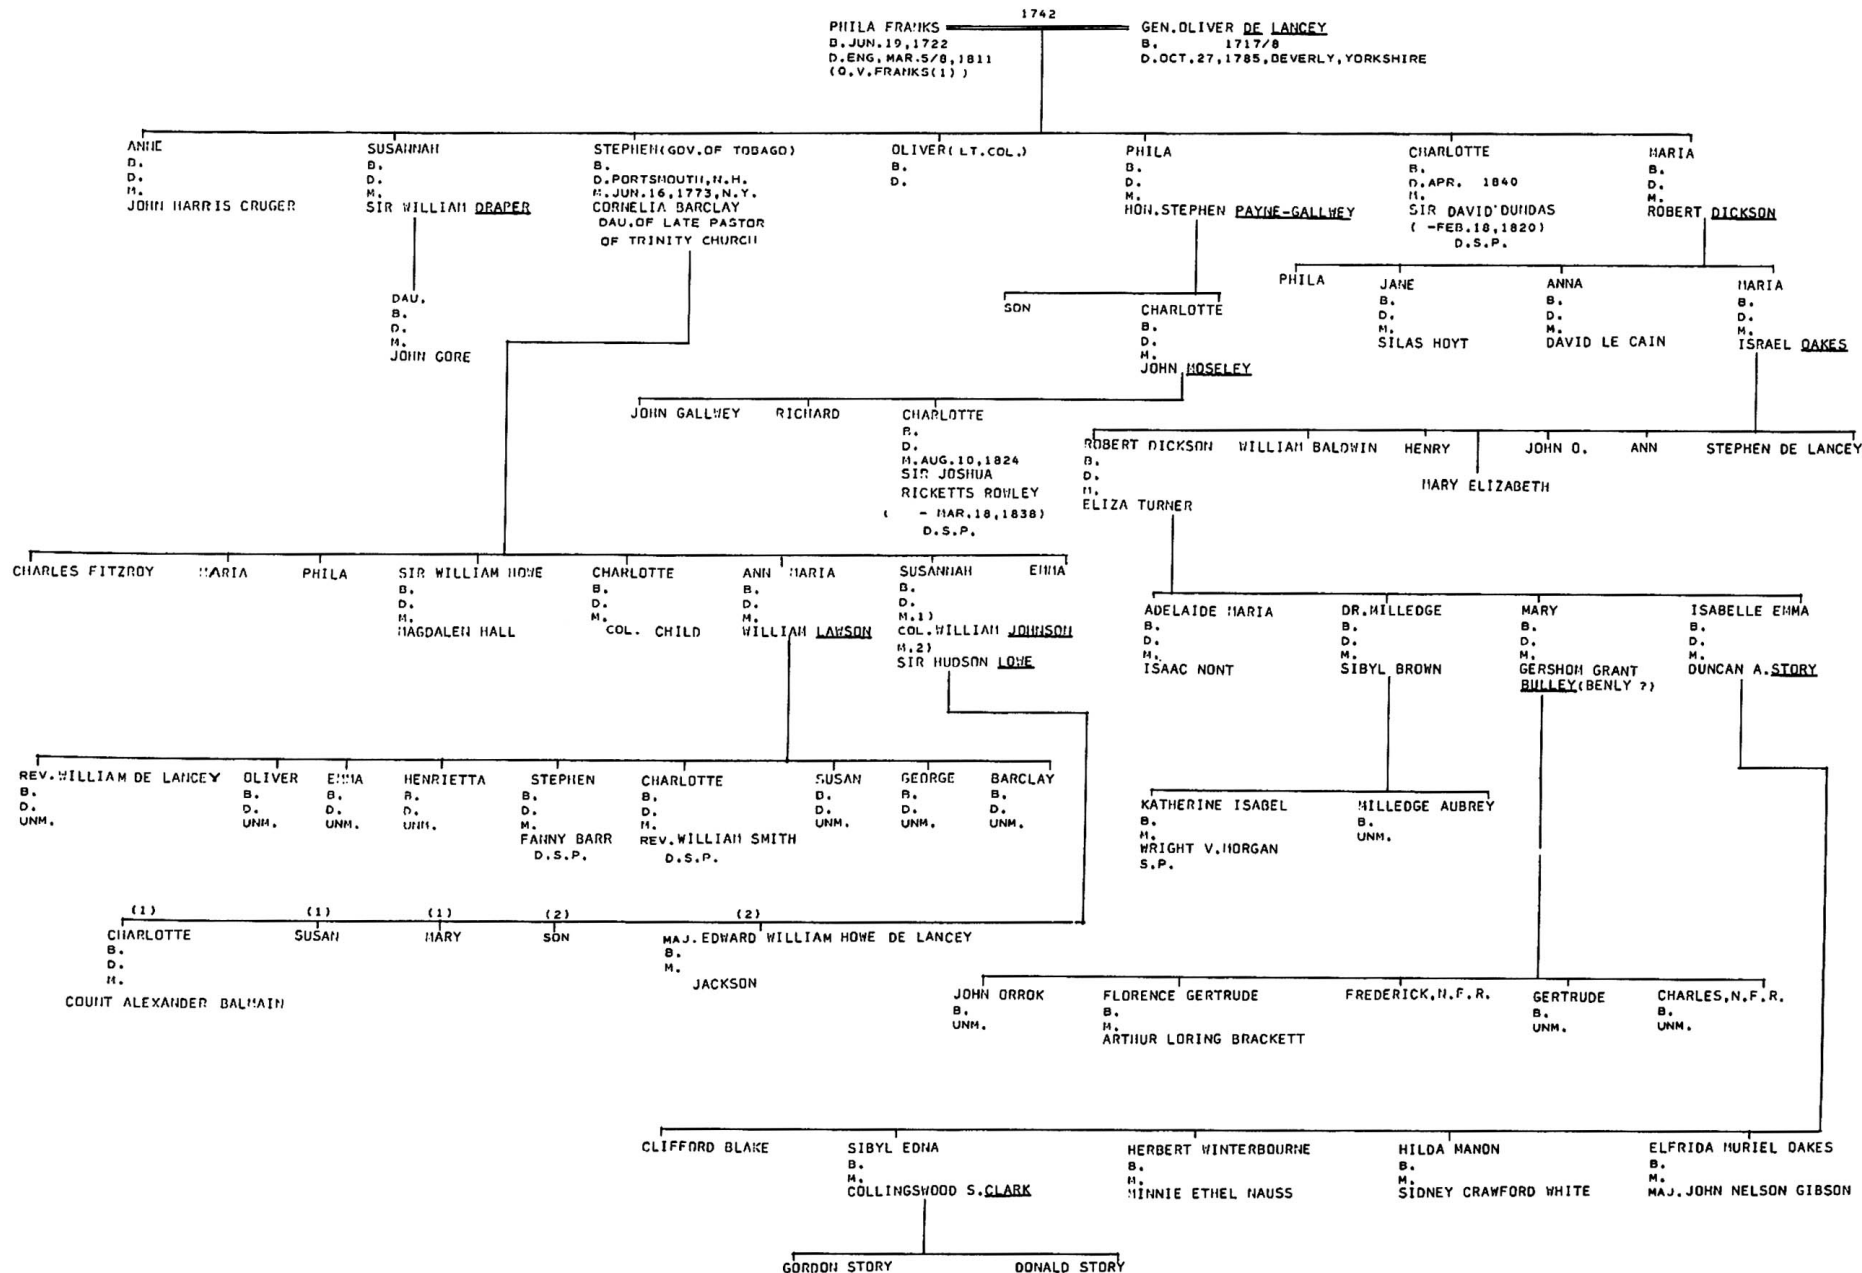 1742
PHILA FRANKS
B.JUN.19,1722
D.ENG,MAR.5/8,1811
(Q.V.FRANKS(1))
GEN.OLIVER DE LANCEY
B. 1717/8
D.OCT.27,1785,BEVERLY,YORKSHIRE
ANNE
B.
D.
M.
JOHN HARRIS CRUGER
SUSANNAH
B.
D.
M.
SIR WILLIAM DRAPER
STEPHEN(GOV.OF TOBAGO)
B.
D.PORTSMOUTH,N.H.
M.JUN.16,1773,N.Y.
CORNELIA BARCLAY
DAU.OF LATE PASTOR
OF TRINITY CHURCH
OLIVER(LT.COL.)
B.
D.
PHILA
B.
D.
M.
HON.STEPHEN PAYNE-GALLWEY
CHARLOTTE
B.
D.APR. 1840
M.
SIR DAVID DUNDAS
( -FEB.18,1820)
D.S.P.
MARIA
B.
D.
M.
ROBERT DICKSON
DAU.
B.
D.
M.
JOHN GORE
SON
CHARLOTTE
B.
D.
M.
JOHN MOSELEY
PHILA
JANE
B.
D.
M.
SILAS HOYT
ANNA
B.
D.
M.
DAVID LE CAIN
MARIA
B.
D.
M.
ISRAEL OAKES
JOHN GALLWEY
RICHARD
CHARLOTTE
B.
D.
M.AUG.10,1824
SIR JOSHUA
RICKETTS ROWLEY
( - MAR.18,1838)
D.S.P.
ROBERT DICKSON
B.
D.
M.
ELIZA TURNER
WILLIAM BALDWIN
HENRY
MARY ELIZABETH
JOHN O.
ANN
STEPHEN DE LANCEY
CHARLES FITZROY
MARIA
PHILA
SIR WILLIAM HOWE
B.
D.
M.
MAGDALEN HALL
CHARLOTTE
B.
D.
M.
COL. CHILD
ANN MARIA
B.
D.
M.
WILLIAM LAWSON
SUSANNAH
B.
D.
M.1)
COL.WILLIAM JOHNSON
M.2)
SIR HUDSON LOWE
EMMA
ADELAIDE MARIA
B.
D.
M.
ISAAC NONT
DR.MILLEDGE
B.
D.
M.
SIBYL BROWN
MARY
B.
D.
M.
GERSHOM GRANT
BULLEY(BENLY ?)
ISABELLE EMMA
B.
D.
M.
DUNCAN A.STORY
REV.WILLIAM DE LANCEY
B.
D.
UNM.
OLIVER
B.
D.
UNM.
EMMA
B.
D.
UNM.
HENRIETTA
B.
D.
UNM.
STEPHEN
B.
D.
M.
FANNY BARR
D.S.P.
CHARLOTTE
B.
D.
M.
REV.WILLIAM SMITH
D.S.P.
SUSAN
B.
D.
UNM.
GEORGE
B.
D.
UNM.
BARCLAY
B.
D.
UNM.
KATHERINE ISABEL
B.
M.
WRIGHT V.MORGAN
S.P.
MILLEDGE AUBREY
B.
UNM.
(1)
CHARLOTTE
B.
D.
M.
COUNT ALEXANDER BALMAIN
(1)
SUSAN
(1)
MARY
(2)
SON
(2)
MAJ.EDWARD WILLIAM HOWE DE LANCEY
B.
M.
JACKSON
JOHN ORROK
B.
UNM.
FLORENCE GERTRUDE
B.
M.
ARTHUR LORING BRACKETT
FREDERICK,N.F.R.
GERTRUDE
B.
UNM.
CHARLES,N.F.R.
B.
UNM.
CLIFFORD BLAKE
SIBYL EDNA
B.
M.
COLLINGSWOOD S.CLARK
HERBERT WINTERBOURNE
B.
M.
MINNIE ETHEL NAUSS
HILDA MANON
B.
M.
SIDNEY CRAWFORD WHITE
ELFRIDA MURIEL OAKES
B.
M.
MAJ.JOHN NELSON GIBSON
GORDON STORY
DONALD STORY